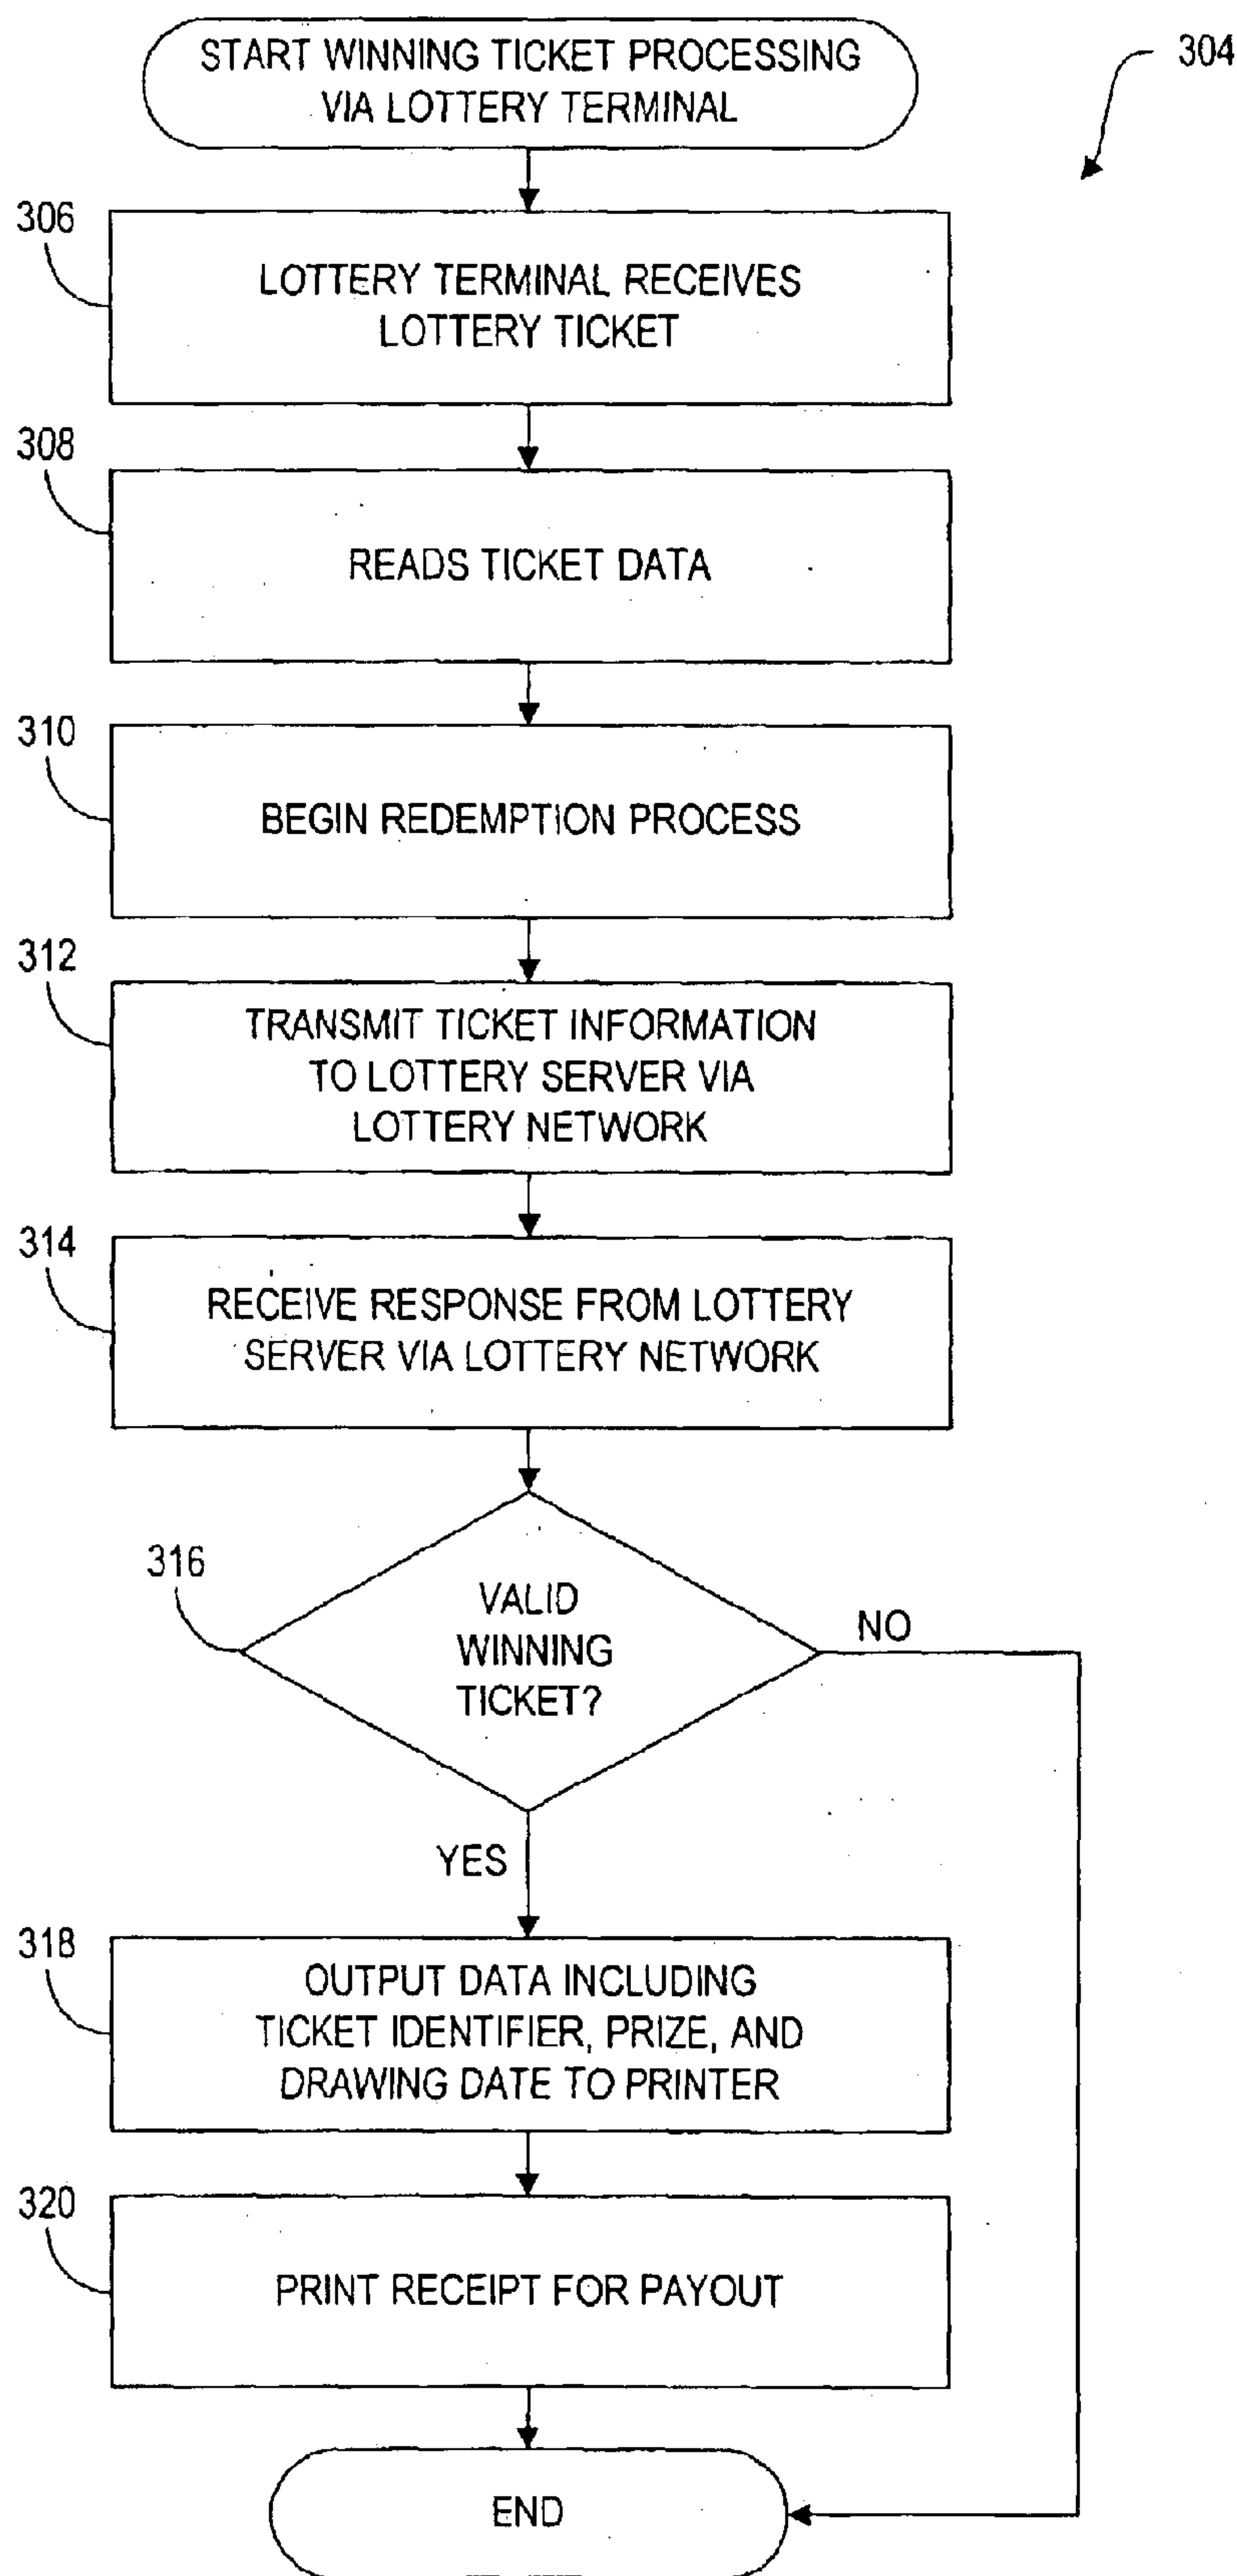 START WINNING TICKET PROCESSING
VIA LOTTERY TERMINAL
304
306
LOTTERY TERMINAL RECEIVES
LOTTERY TICKET
308
READS TICKET DATA
310
BEGIN REDEMPTION PROCESS
312
TRANSMIT TICKET INFORMATION
TO LOTTERY SERVER VIA
LOTTERY NETWORK
314
RECEIVE RESPONSE FROM LOTTERY
SERVER VIA LOTTERY NETWORK
316
VALID
WINNING
TICKET?
NO
YES
318
OUTPUT DATA INCLUDING
TICKET IDENTIFIER, PRIZE, AND
DRAWING DATE TO PRINTER
320
PRINT RECEIPT FOR PAYOUT
END